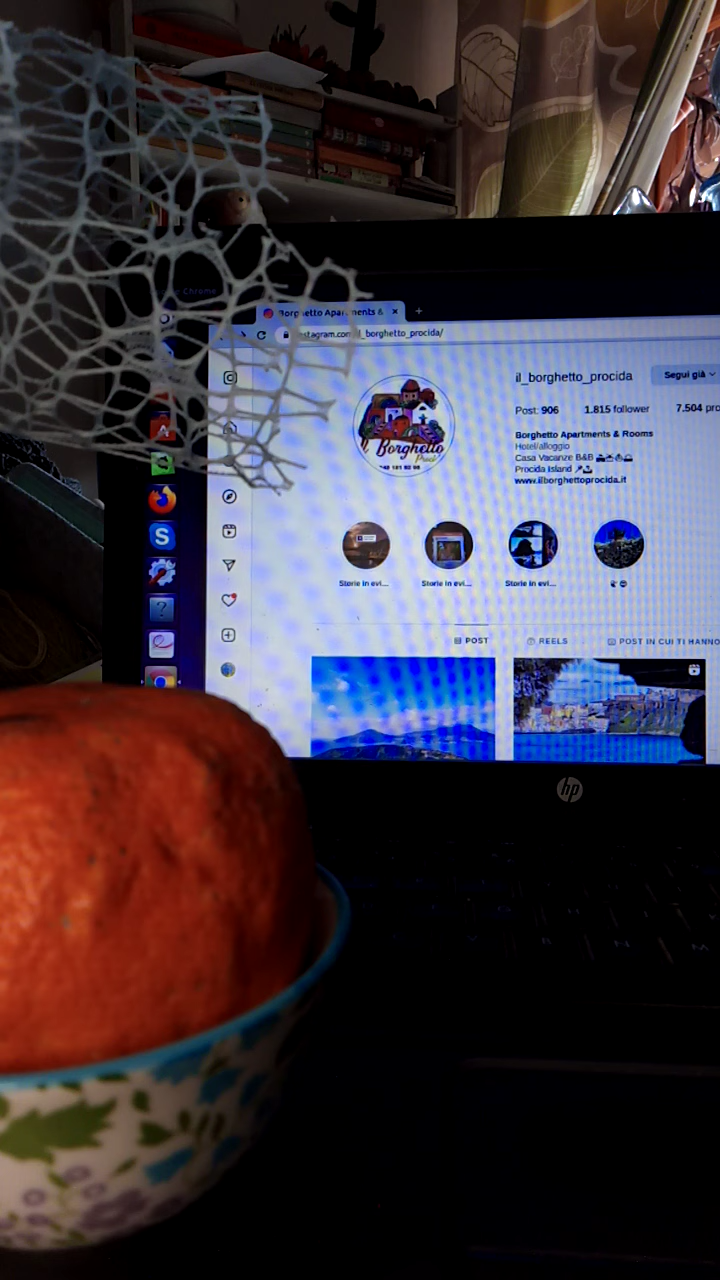 Chrome
Borghetto Apartments &
instagram.com/il_borghetto_procida/
il_borghetto_procida
Segui già
Post: 906
1.815 follower
7.504 pro
Borghetto Apartments & Rooms
Hotel/alloggio
Casa Vacanze B&B
Procida Island
www.ilborghettoprocida.it
Il Borghetto
Storie in evi...
Storie in evi...
Storie in evi...
POST
REELS
POST IN CUI TI HANNO
hp